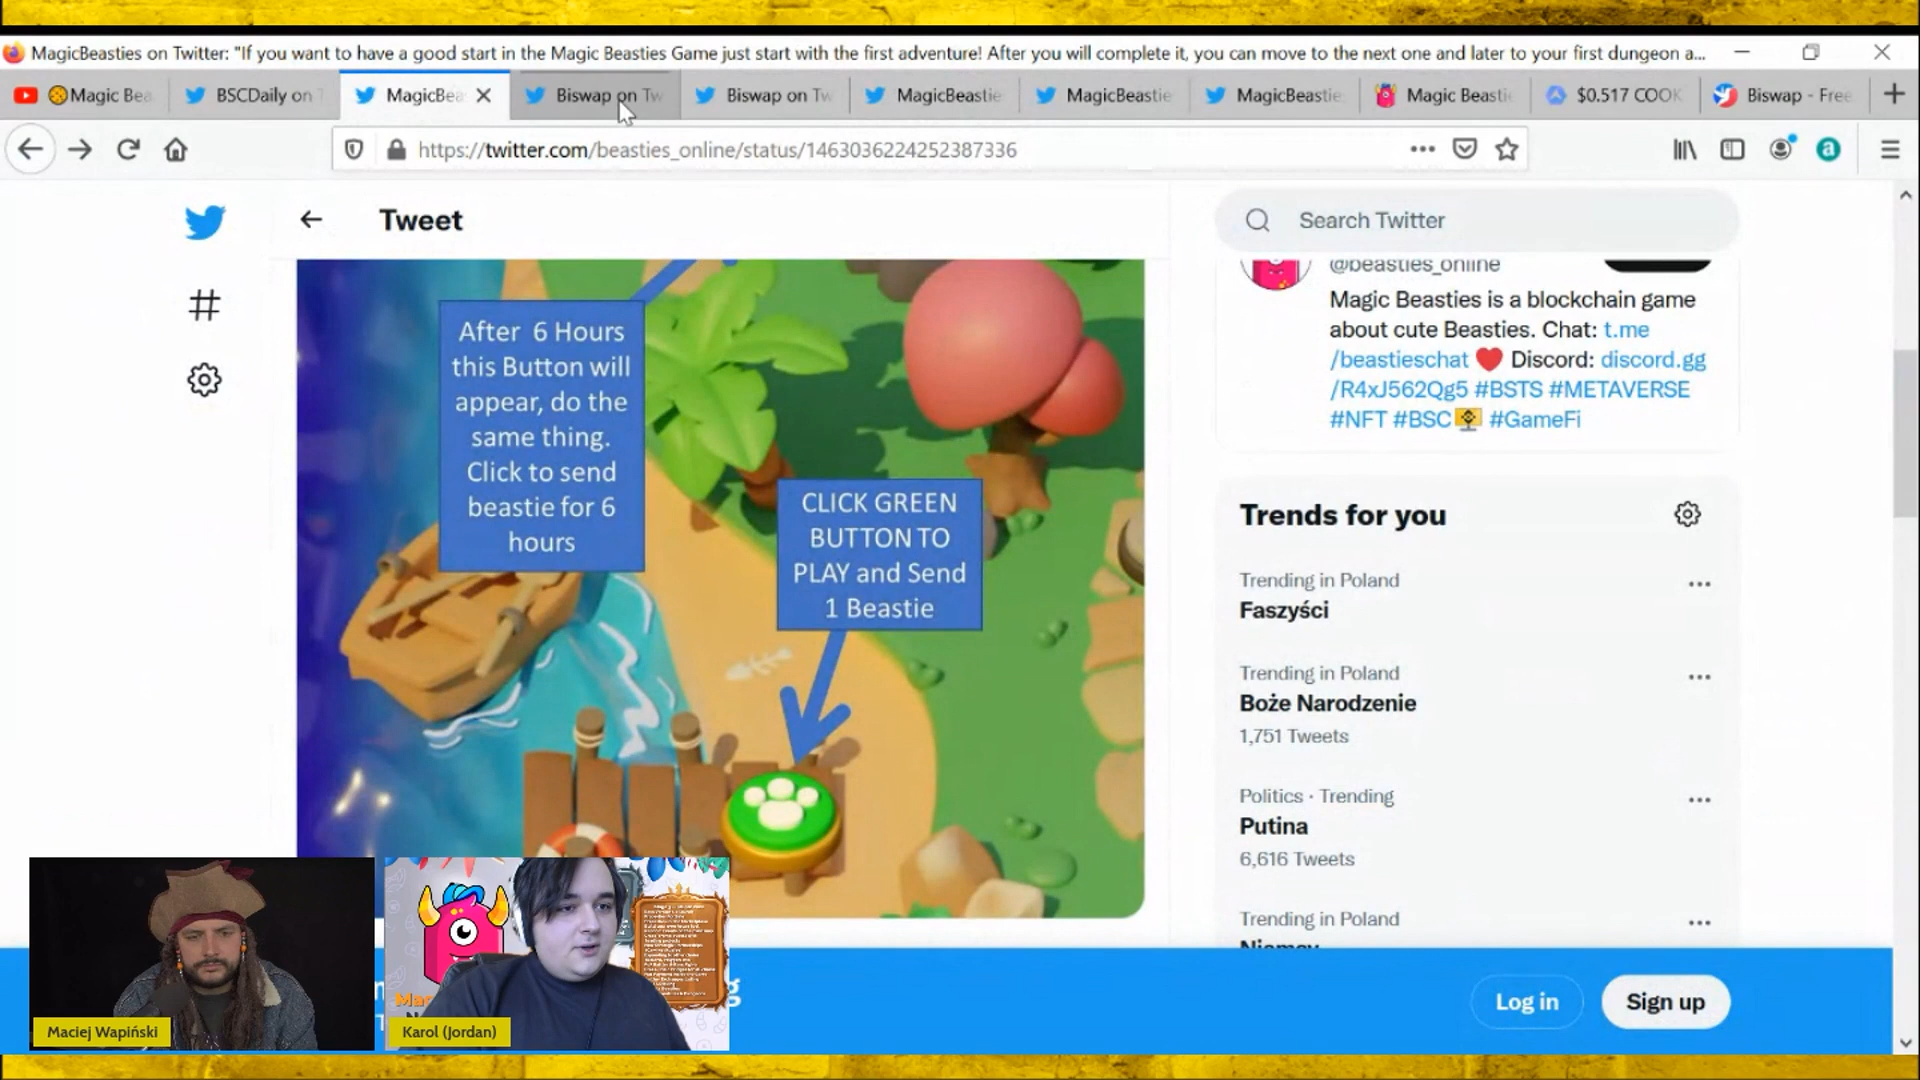 MagicBeasties on Twitter: "If you want to have a good start in the Magic Beasties Game just start with the first adventure! After you will complete it, you can move to the next one and later to your first dungeon a...
Magic Bea
BSCDaily on T
MagicBea
Biswap on Tw
Biswap on Tw
MagicBeastie
MagicBeastie
MagicBeastie
Magic Beasti
$0.517 COOK
Biswap - Free
https://twitter.com/beasties_online/status/1463036224252387336
Tweet
Search Twitter
@beasties_online
Magic Beasties is a blockchain game
about cute Beasties. Chat: t.me
/beastieschat ❤️ Discord: discord.gg
/R4xJ562Qg5 #BSTS #METAVERSE
#NFT #BSC #GameFi
After 6 Hours
this Button will
appear, do the
same thing.
Click to send
beastie for 6
hours
CLICK GREEN
BUTTON TO
PLAY and Send
1 Beastie
Trends for you
Trending in Poland
Faszyści
Trending in Poland
Boże Narodzenie
1,751 Tweets
Politics · Trending
Putina
6,616 Tweets
Trending in Poland
Niemcy
Log in
Sign up
Maciej Wapiński
Karol (Jordan)